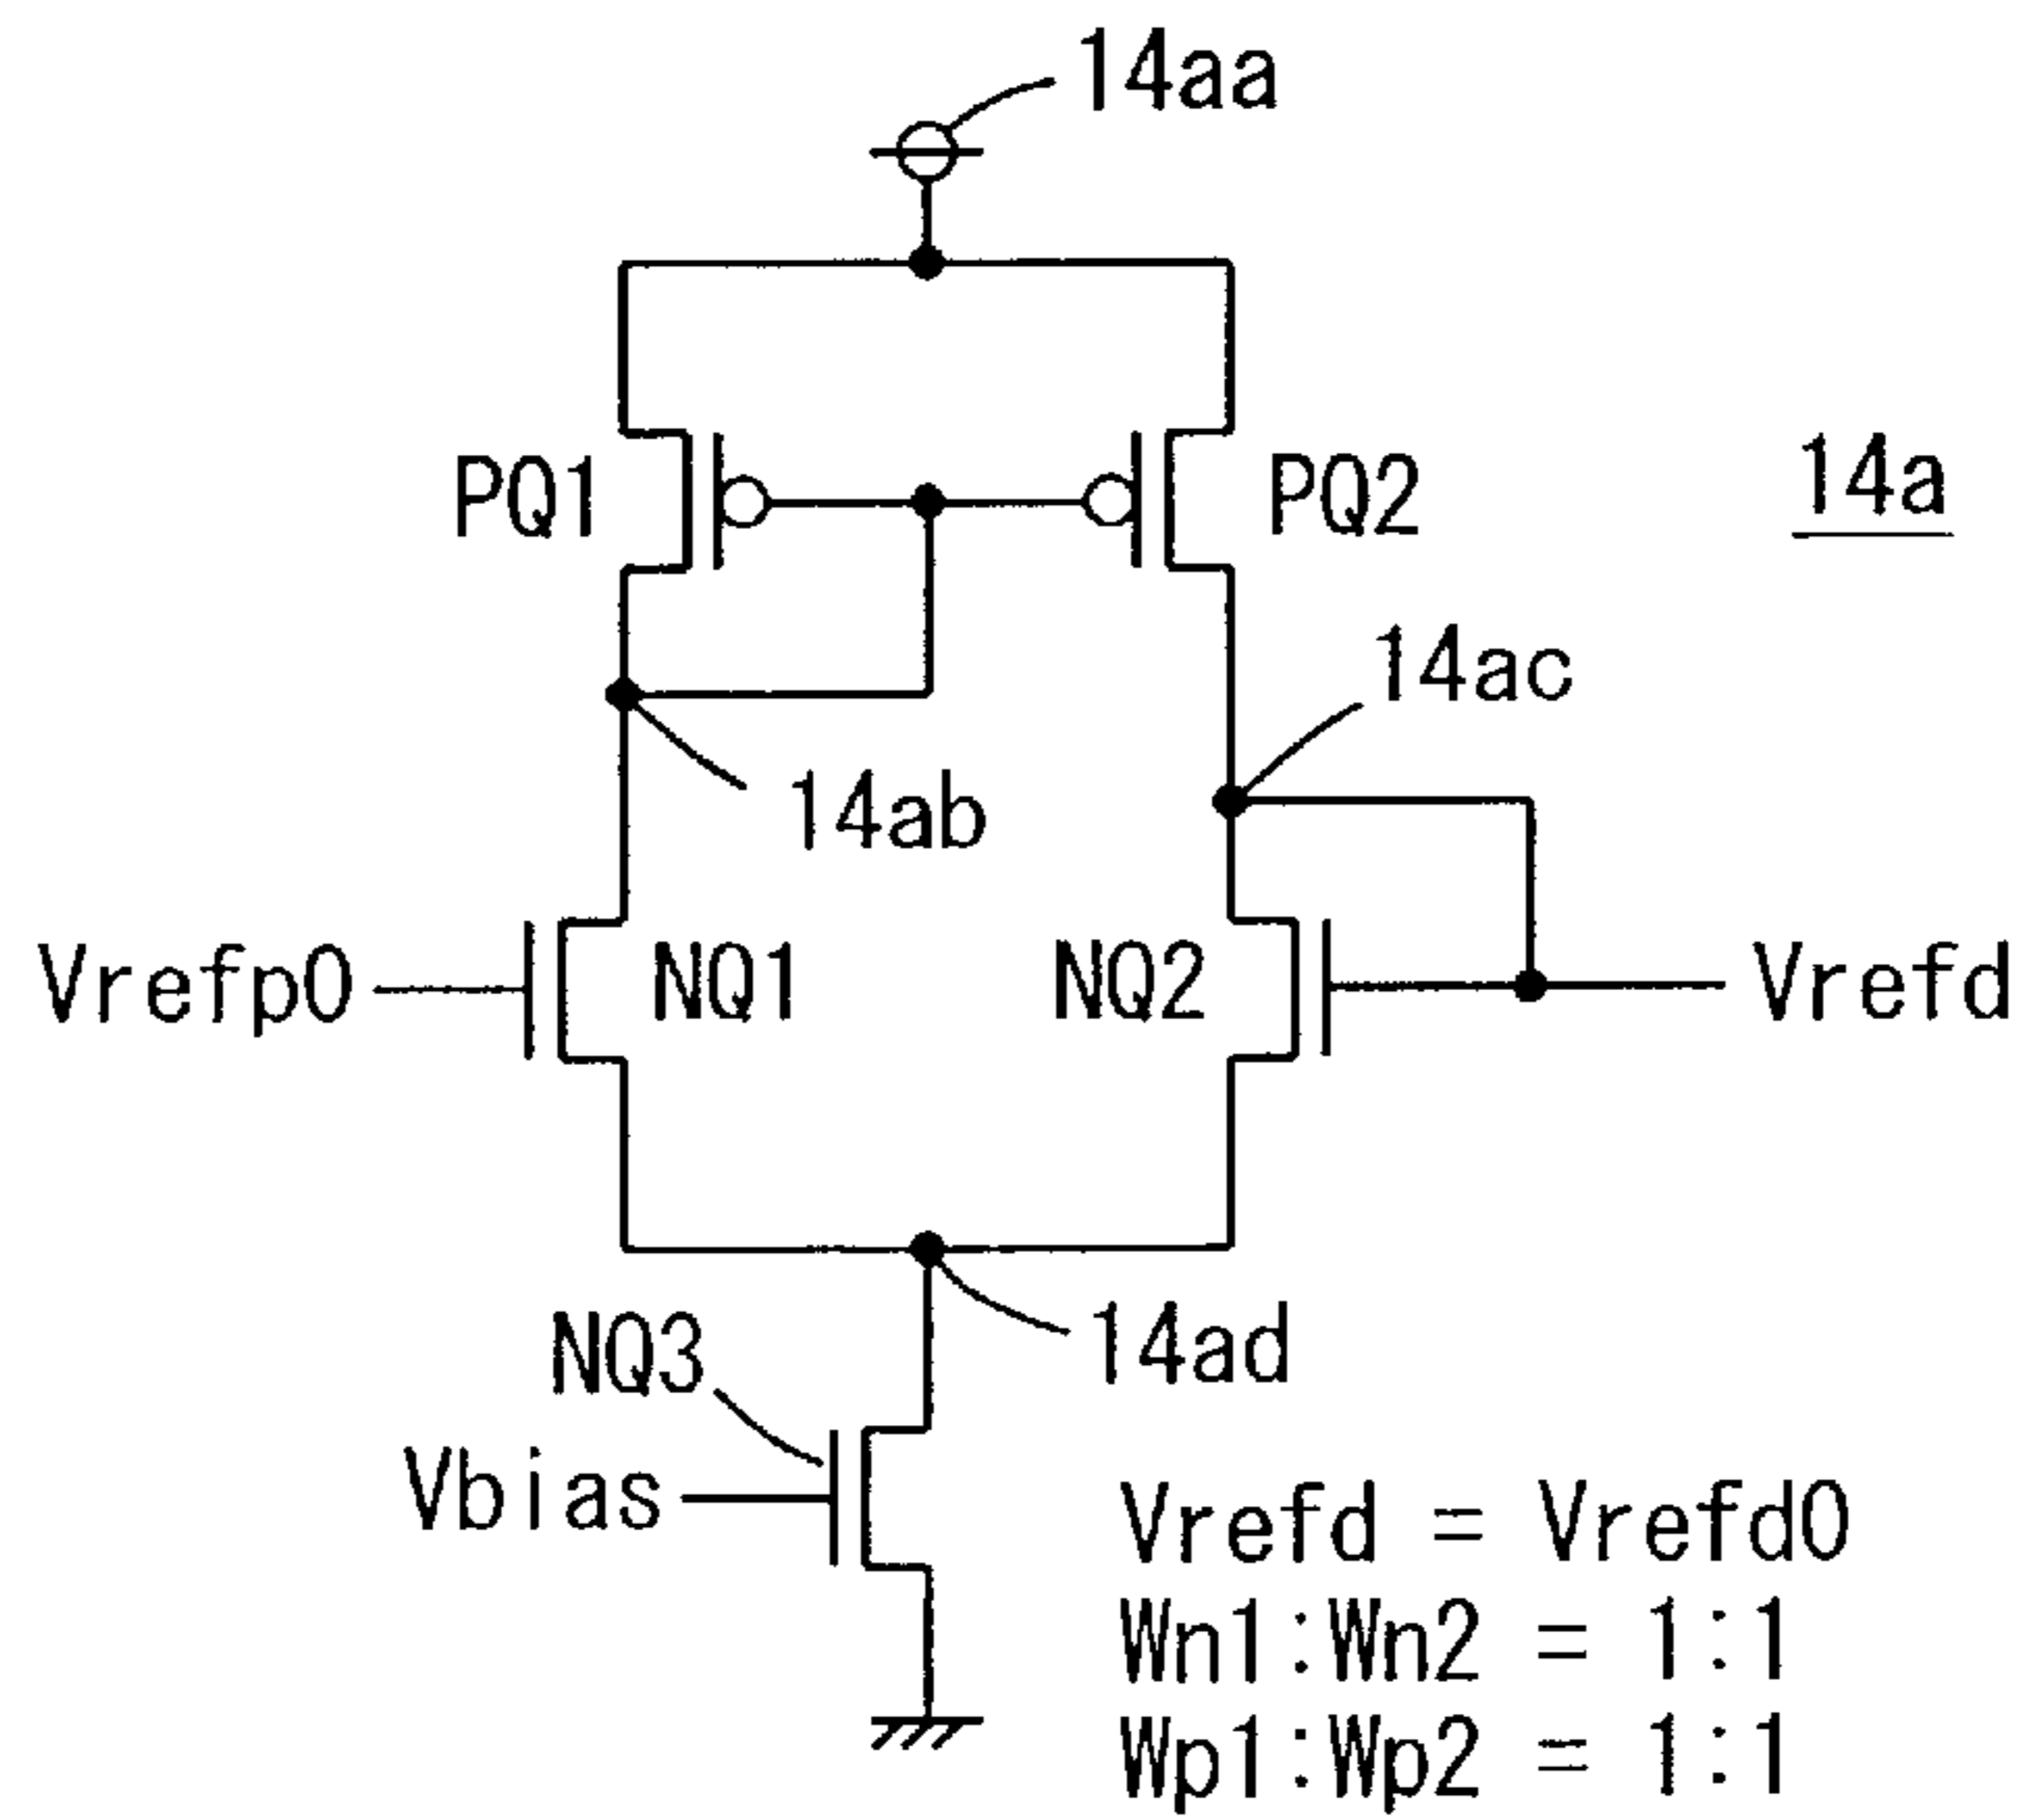 14aa
PQ1
PQ2
14a
14ac
14ab
Vrefp0
NQ1
NQ2
Vrefd
14ad
NQ3
Vbias
Vrefd = Vrefd0
Wn1:Wn2 = 1:1
Wp1:Wp2 = 1:1